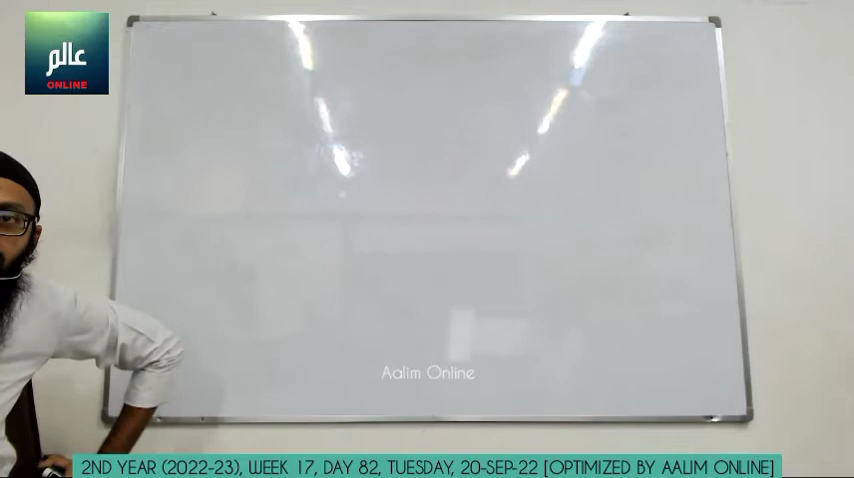 عالم
ONLINE
Aalim Online
2ND YEAR (2022-23), WEEK 17, DAY 82, TUESDAY, 20-SEP-22 [OPTIMIZED BY AALIM ONLINE]